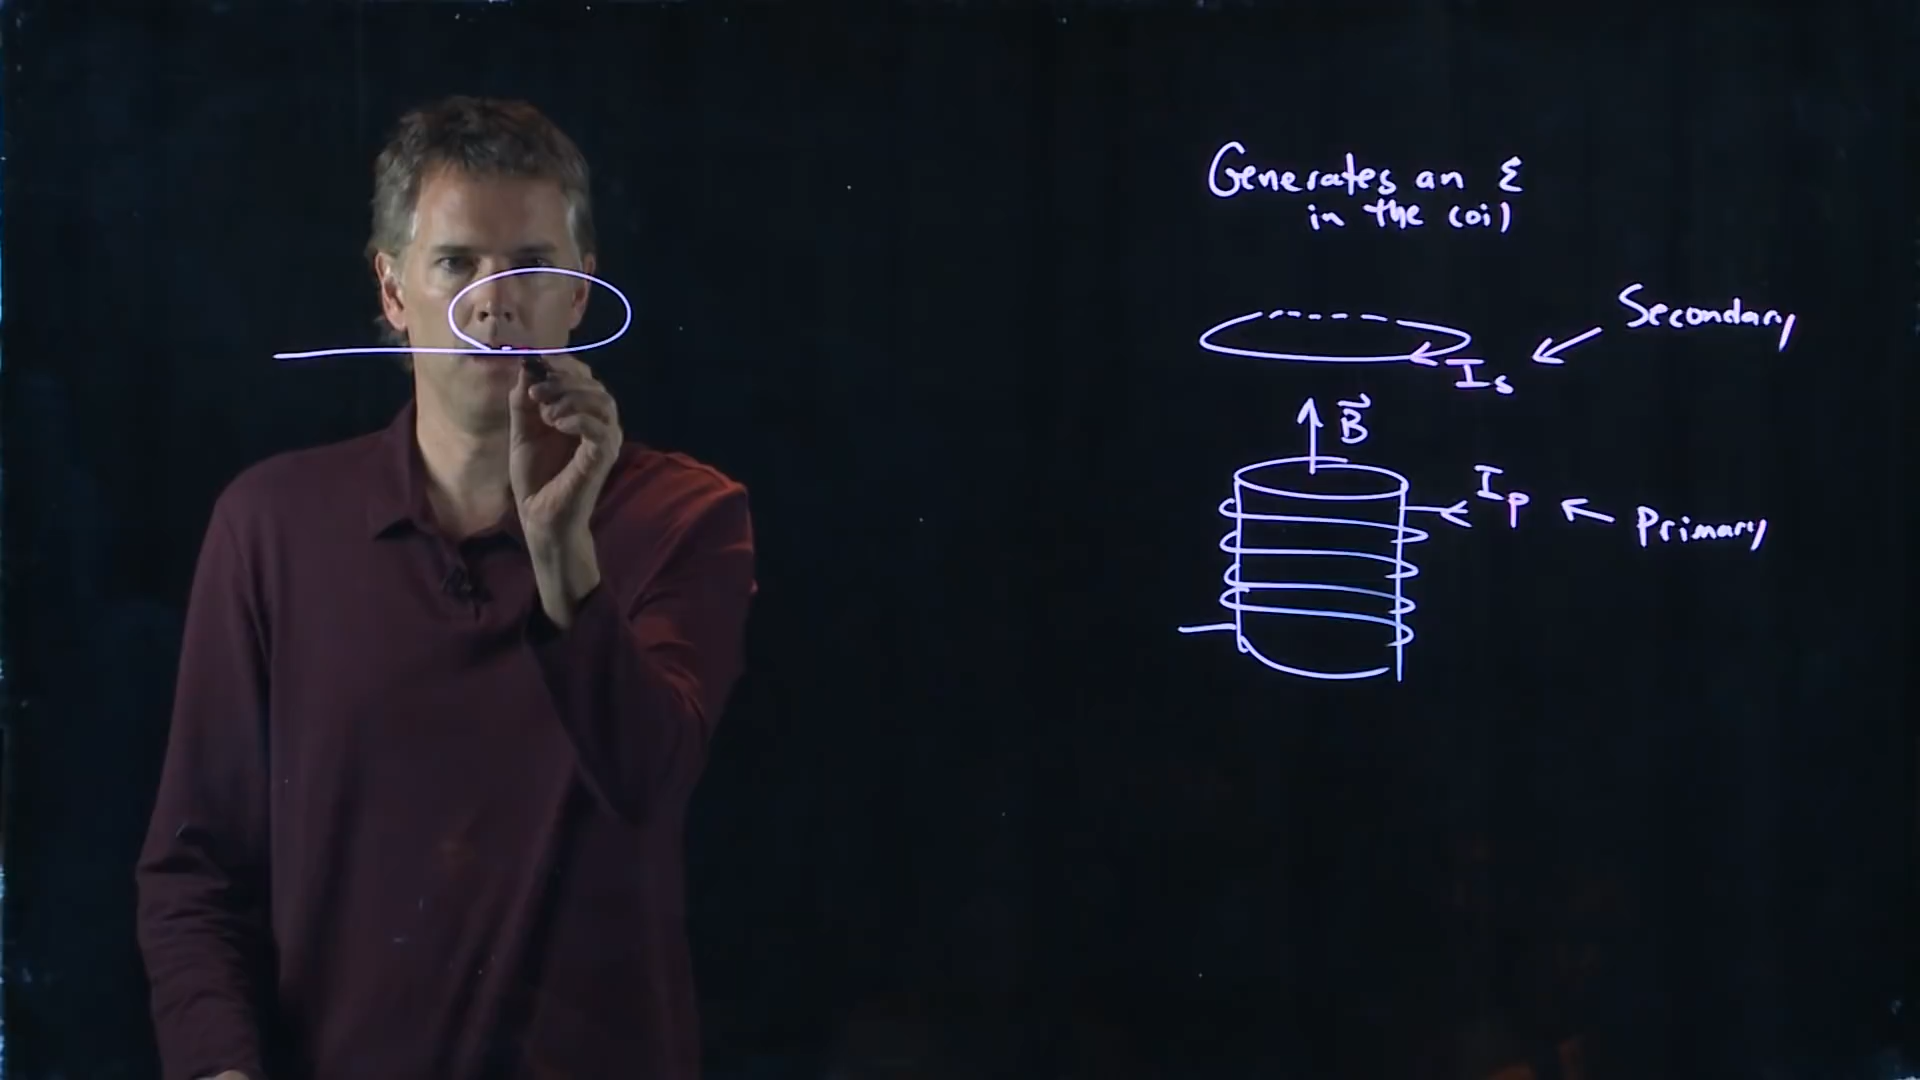 Generates an ε
in the coil
Secondary
Is
B
Ip
Primary